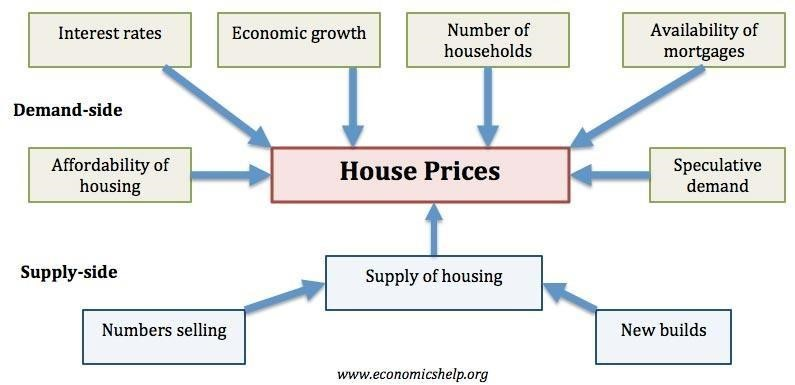 Interest rates
Economic growth
Number of
households
Availability of
mortgages
Demand-side
Affordability of
housing
House Prices
Speculative
demand
Supply-side
Supply of housing
Numbers selling
New builds
www.economicshelp.org